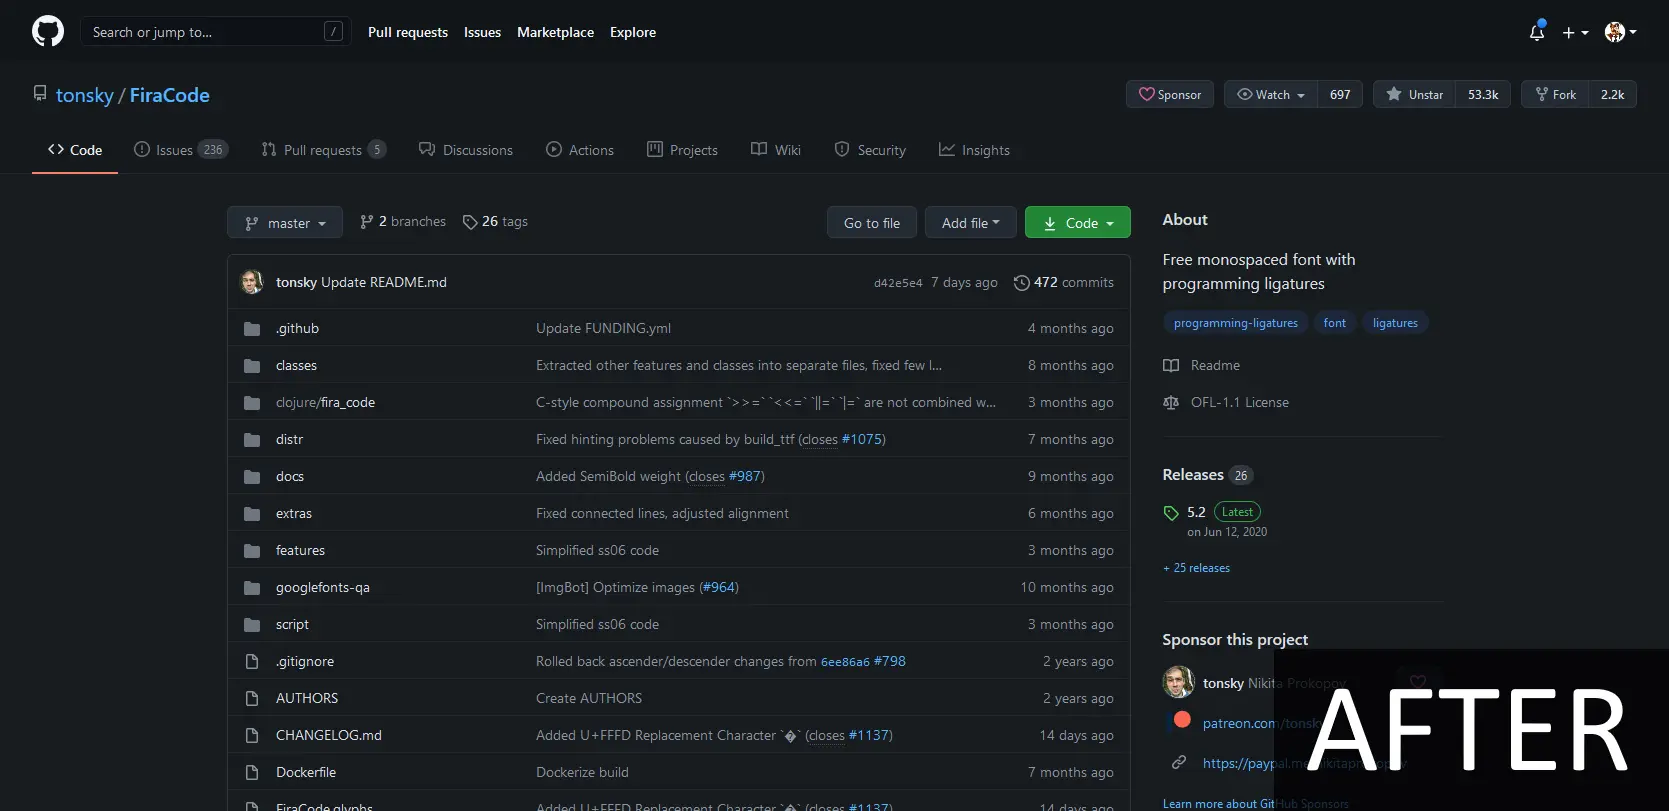 Search or jump to... /
Pull requests Issues Marketplace Explore
tonsky / FiraCode
Sponsor Watch 697 Unstar 53.3k Fork 2.2k
Code Issues 236 Pull requests 5 Discussions Actions Projects Wiki Security Insights
master 2 branches 26 tags Go to file Add file Code
tonsky Update README.md d42e5e4 7 days ago 472 commits
.github Update FUNDING.yml 4 months ago
classes Extracted other features and classes into separate files, fixed few l... 8 months ago
clojure/fira_code C-style compound assignment `>>=` `<<=` `||=` `|=` are not combined w... 3 months ago
distr Fixed hinting problems caused by build_ttf (closes #1075) 7 months ago
docs Added SemiBold weight (closes #987) 9 months ago
extras Fixed connected lines, adjusted alignment 6 months ago
features Simplified ss06 code 3 months ago
googlefonts-qa [ImgBot] Optimize images (#964) 10 months ago
script Simplified ss06 code 3 months ago
.gitignore Rolled back ascender/descender changes from 6ee86a6 #798 2 years ago
AUTHORS Create AUTHORS 2 years ago
CHANGELOG.md Added U+FFFD Replacement Character `�` (closes #1137) 14 days ago
Dockerfile Dockerize build 7 months ago
FiraCode.glyphs Added U+FFFD Replacement Character `�` (closes #1137) 14 days ago
About
Free monospaced font with
programming ligatures
programming-ligatures font ligatures
Readme
OFL-1.1 License
Releases 26
5.2 Latest
on Jun 12, 2020
+ 25 releases
Sponsor this project
tonsky Nikita Prokopov
patreon.com/tonsky
https://paypal.me/nikitaprokopov
Learn more about GitHub Sponsors
AFTER